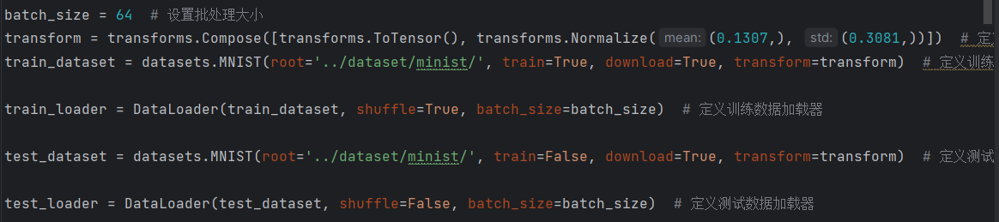 batch_size = 64  # 设置批处理大小
transform = transforms.Compose([transforms.ToTensor(), transforms.Normalize( mean: (0.1307,), std: (0.3081,))])  # 定
train_dataset = datasets.MNIST(root='../dataset/minist/', train=True, download=True, transform=transform)  # 定义训练
train_loader = DataLoader(train_dataset, shuffle=True, batch_size=batch_size)  # 定义训练数据加载器
test_dataset = datasets.MNIST(root='../dataset/minist/', train=False, download=True, transform=transform)  # 定义测试
test_loader = DataLoader(test_dataset, shuffle=False, batch_size=batch_size)  # 定义测试数据加载器